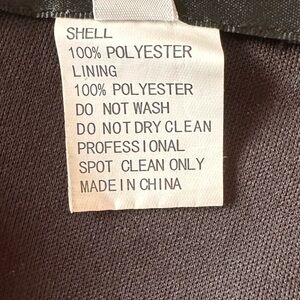 SHELL
100% POLYESTER
LINING
100% POLYESTER
DO NOT WASH
DO NOT DRY CLEAN
PROFESSIONAL
SPOT CLEAN ONLY
MADE IN CHINA